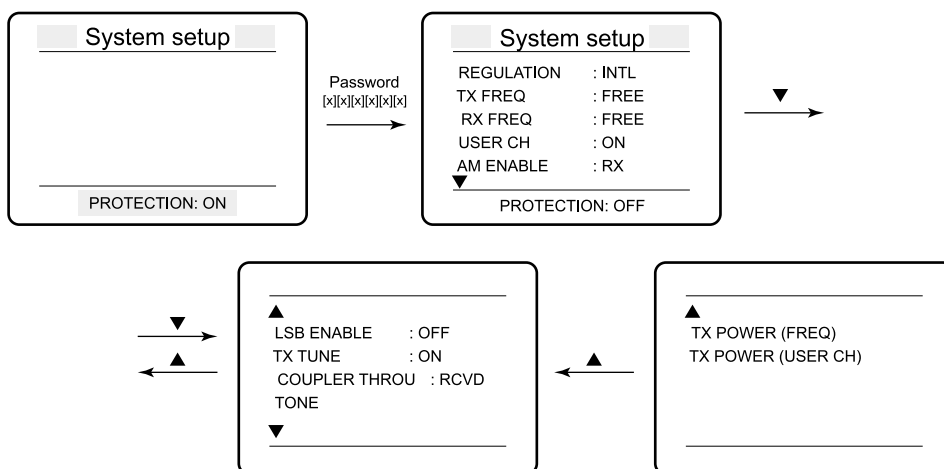 System setup
PROTECTION: ON
Password
[x][x][x][x][x][x]
System setup
REGULATION : INTL
TX FREQ : FREE
RX FREQ : FREE
USER CH : ON
AM ENABLE : RX
▼
PROTECTION: OFF
▼
▼
▲
▲
LSB ENABLE : OFF
TX TUNE : ON
COUPLER THROU : RCVD
TONE
▼
▲
▲
TX POWER (FREQ)
TX POWER (USER CH)